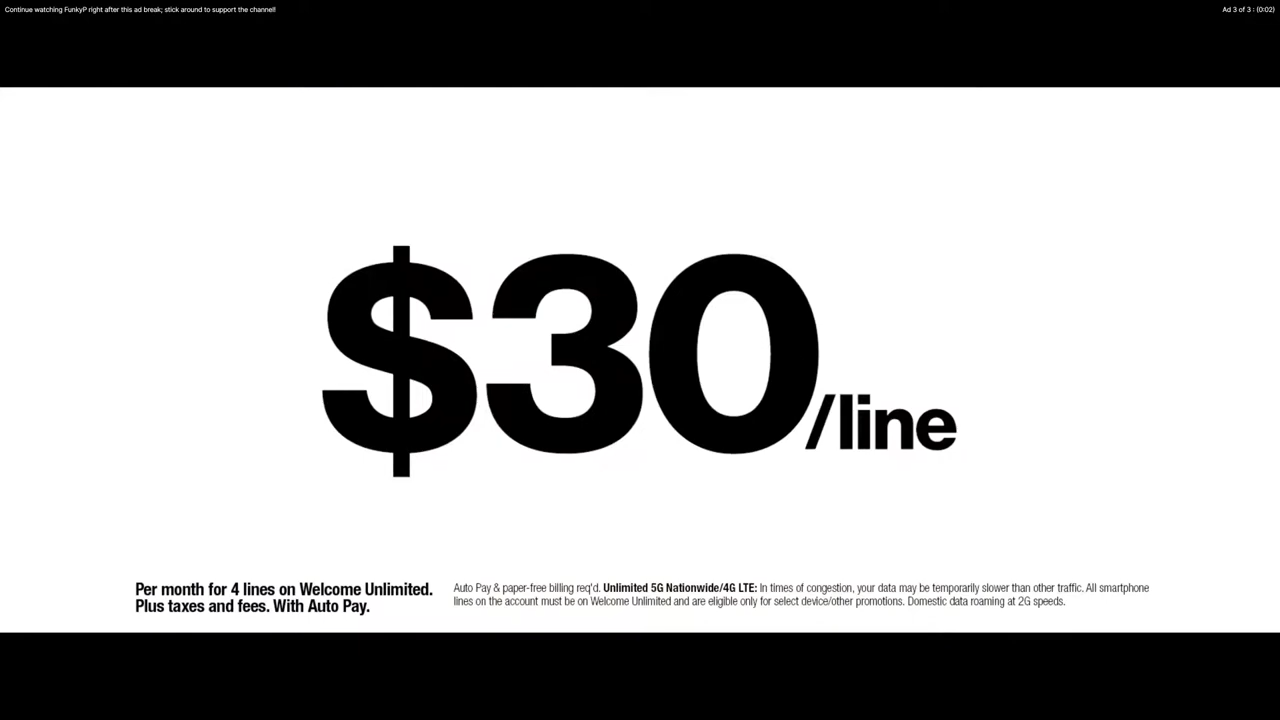 Continue watching FunkyP right after this ad break; stick around to support the channel!
Ad 3 of 3 : (0:02)
$30/line
Per month for 4 lines on Welcome Unlimited.
Plus taxes and fees. With Auto Pay.
Auto Pay & paper-free billing req'd. Unlimited 5G Nationwide/4G LTE: In times of congestion, your data may be temporarily slower than other traffic. All smartphone
lines on the account must be on Welcome Unlimited and are eligible only for select device/other promotions. Domestic data roaming at 2G speeds.